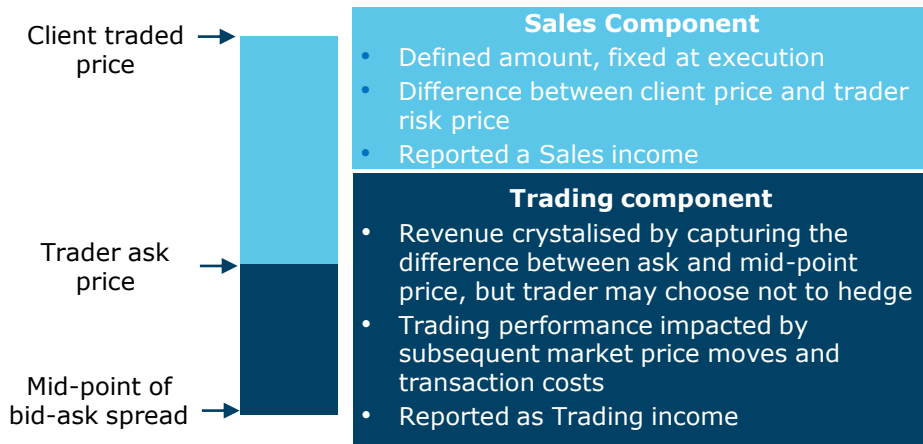 Client traded
price
Sales Component
• Defined amount, fixed at execution
• Difference between client price and trader
risk price
• Reported a Sales income
Trader ask
price
Trading component
• Revenue crystalised by capturing the
difference between ask and mid-point
price, but trader may choose not to hedge
• Trading performance impacted by
subsequent market price moves and
transaction costs
• Reported as Trading income
Mid-point of
bid-ask spread